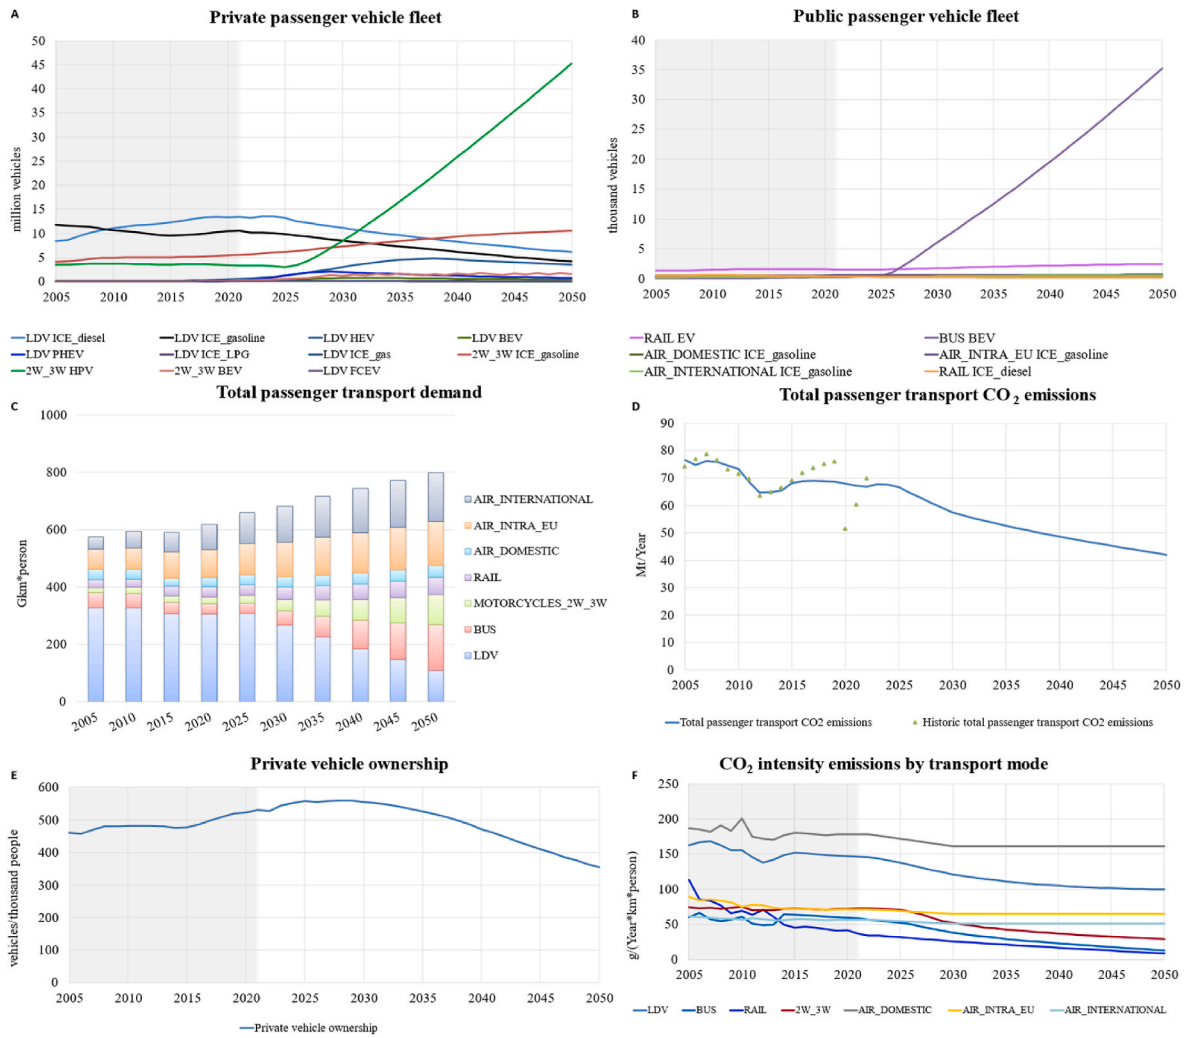 A
Private passenger vehicle fleet
million vehicles
50
45
40
35
30
25
20
15
10
5
0
2005 2010 2015 2020 2025 2030 2035 2040 2045 2050
LDV ICE_diesel LDV ICE_gasoline LDV HEV LDV BEV
LDV PHEV LDV ICE_LPG LDV ICE_gas 2W_3W ICE_gasoline
2W_3W HPV 2W_3W BEV LDV FCEV
B
Public passenger vehicle fleet
thousand vehicles
40
35
30
25
20
15
10
5
0
2005 2010 2015 2020 2025 2030 2035 2040 2045 2050
RAIL EV BUS BEV
AIR_DOMESTIC ICE_gasoline AIR_INTRA_EU ICE_gasoline
AIR_INTERNATIONAL ICE_gasoline RAIL ICE_diesel
C
Total passenger transport demand
Gkm*person
1000
800
600
400
200
0
2005 2010 2015 2020 2025 2030 2035 2040 2045 2050
AIR_INTERNATIONAL
AIR_INTRA_EU
AIR_DOMESTIC
RAIL
MOTORCYCLES_2W_3W
BUS
LDV
D
Total passenger transport CO2 emissions
Mt/Year
90
80
70
60
50
40
30
20
10
0
2005 2010 2015 2020 2025 2030 2035 2040 2045 2050
Total passenger transport CO2 emissions Historic total passenger transport CO2 emissions
E
Private vehicle ownership
vehicles/thousand people
600
500
400
300
200
100
0
2005 2010 2015 2020 2025 2030 2035 2040 2045 2050
Private vehicle ownership
F
CO2 intensity emissions by transport mode
g/(Year*km*person)
250
200
150
100
50
0
2005 2010 2015 2020 2025 2030 2035 2040 2045 2050
LDV BUS RAIL 2W_3W AIR_DOMESTIC AIR_INTRA_EU AIR_INTERNATIONAL